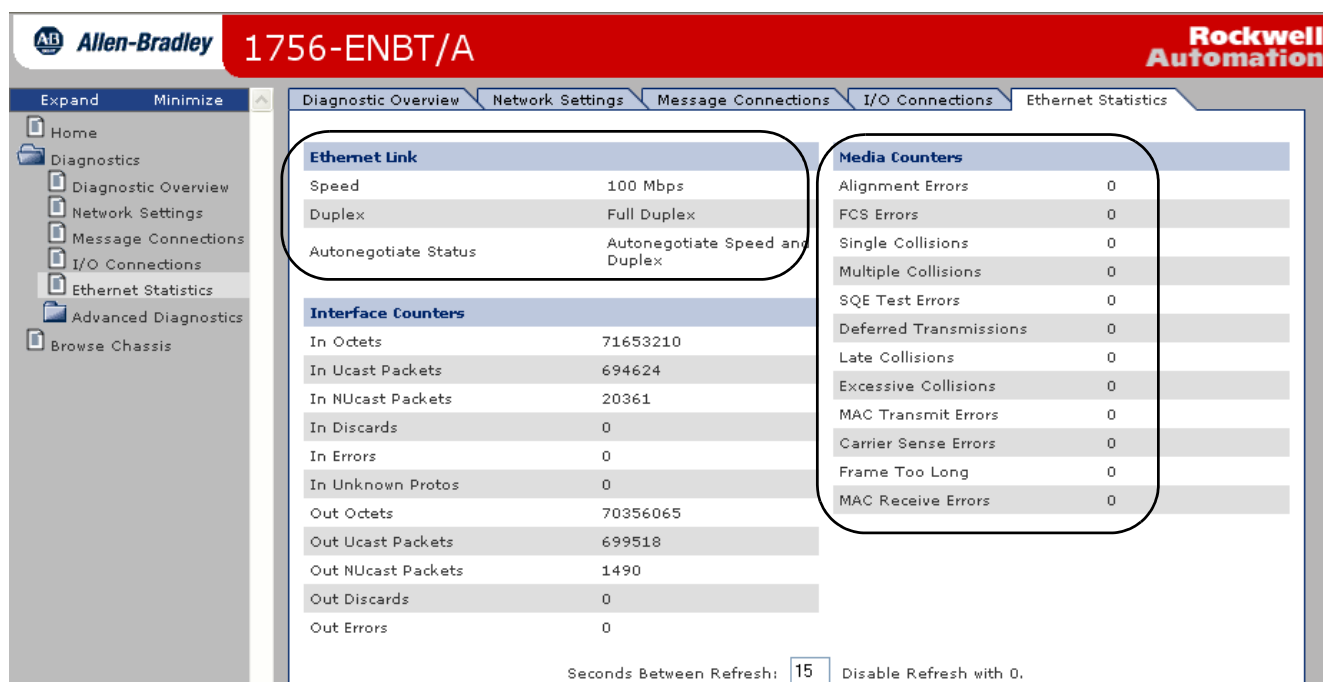 AB Allen-Bradley
1756-ENBT/A
Rockwell
Automation
Expand Minimize
Home
Diagnostics
Diagnostic Overview
Network Settings
Message Connections
I/O Connections
Ethernet Statistics
Advanced Diagnostics
Browse Chassis
Diagnostic Overview Network Settings Message Connections I/O Connections Ethernet Statistics
Ethernet Link
Speed 100 Mbps
Duplex Full Duplex
Autonegotiate Status Autonegotiate Speed and
Duplex
Interface Counters
In Octets 71653210
In Ucast Packets 694624
In NUcast Packets 20361
In Discards 0
In Errors 0
In Unknown Protos 0
Out Octets 70356065
Out Ucast Packets 699518
Out NUcast Packets 1490
Out Discards 0
Out Errors 0
Media Counters
Alignment Errors 0
FCS Errors 0
Single Collisions 0
Multiple Collisions 0
SQE Test Errors 0
Deferred Transmissions 0
Late Collisions 0
Excessive Collisions 0
MAC Transmit Errors 0
Carrier Sense Errors 0
Frame Too Long 0
MAC Receive Errors 0
Seconds Between Refresh: 15 Disable Refresh with 0.